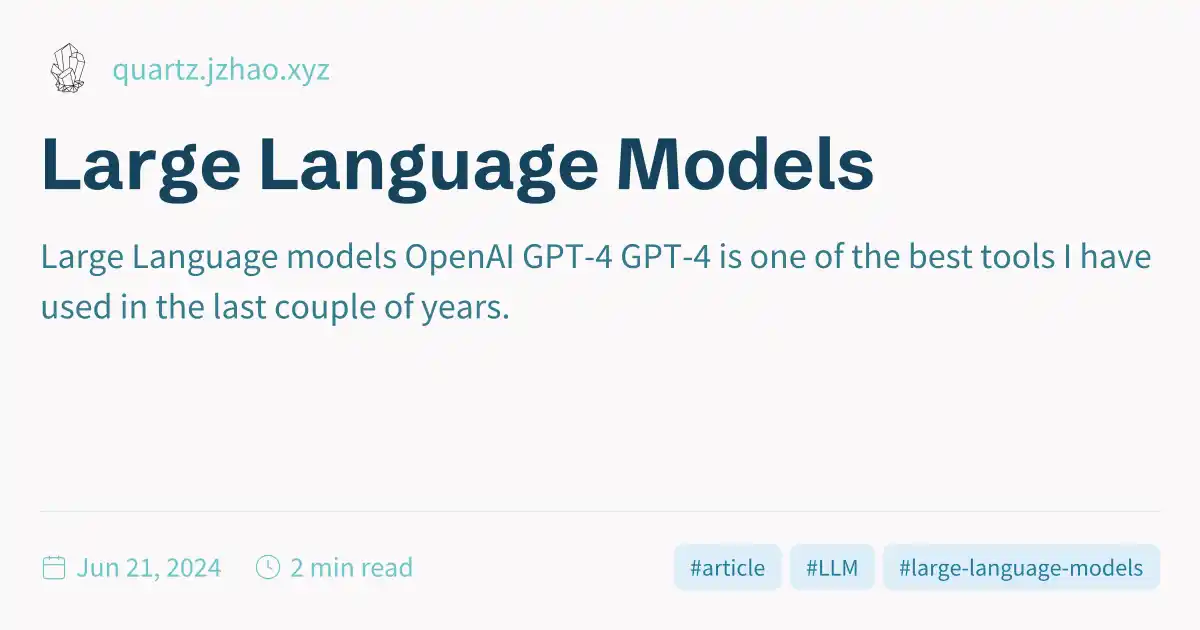 quartz.jzhao.xyz
Large Language Models
Large Language models OpenAI GPT-4 GPT-4 is one of the best tools I have
used in the last couple of years.
Jun 21, 2024 2 min read #article #LLM #large-language-models